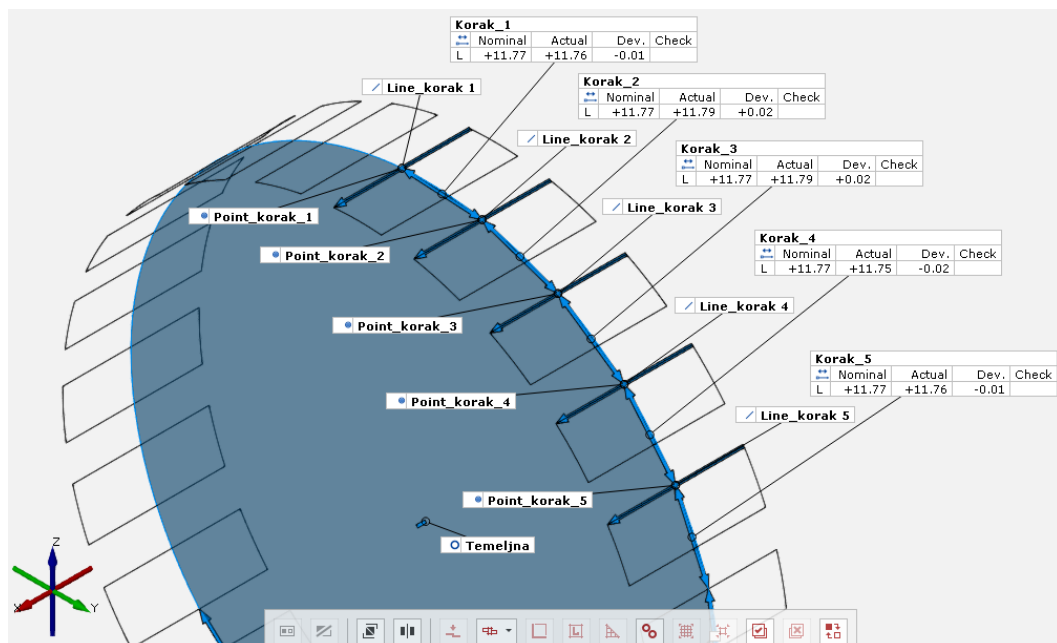 Korak_1
Nominal Actual Dev. Check
L +11.77 +11.76 -0.01
Korak_2
Nominal Actual Dev. Check
L +11.77 +11.79 +0.02
Line_korak 1
Line_korak 2
Korak_3
Nominal Actual Dev. Check
L +11.77 +11.79 +0.02
Line_korak 3
Point_korak_1
Korak_4
Nominal Actual Dev. Check
L +11.77 +11.75 -0.02
Point_korak_2
Line_korak 4
Point_korak_3
Korak_5
Nominal Actual Dev. Check
L +11.77 +11.76 -0.01
Point_korak_4
Line_korak 5
Point_korak_5
Temeljna
Z
X
Y